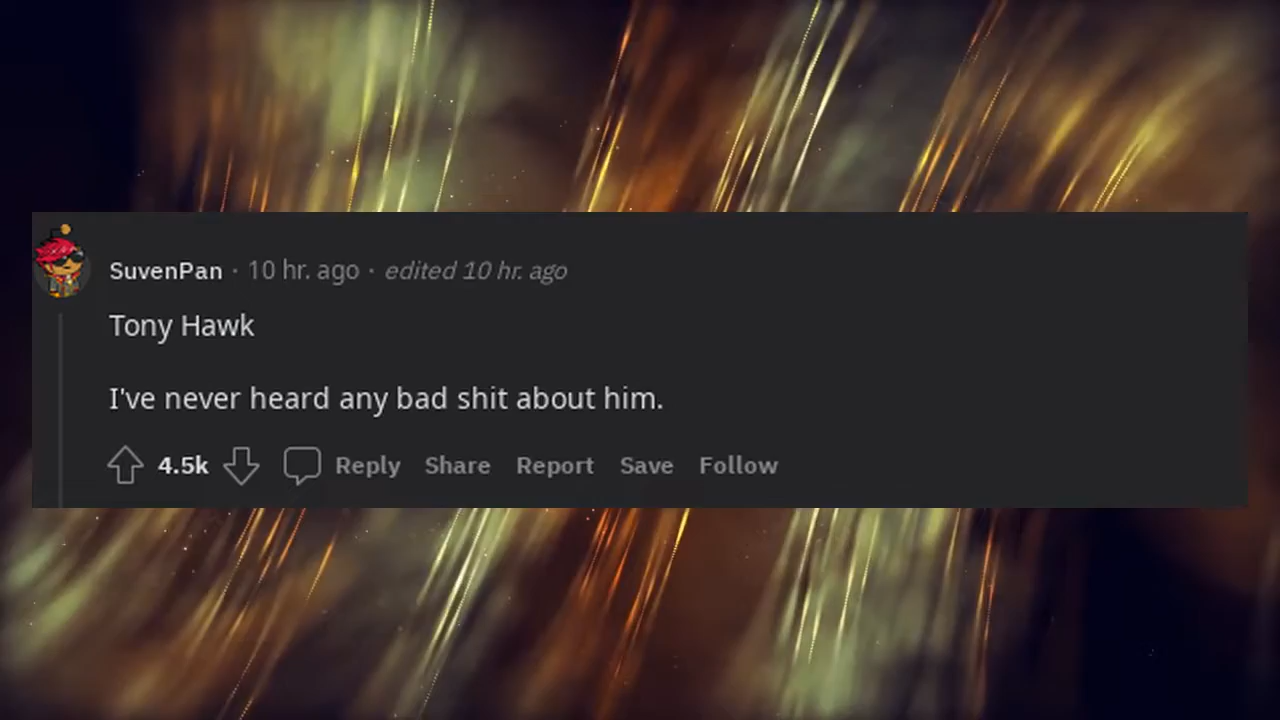 SuvenPan · 10 hr. ago · edited 10 hr. ago
Tony Hawk
I've never heard any bad shit about him.
4.5k Reply Share Report Save Follow